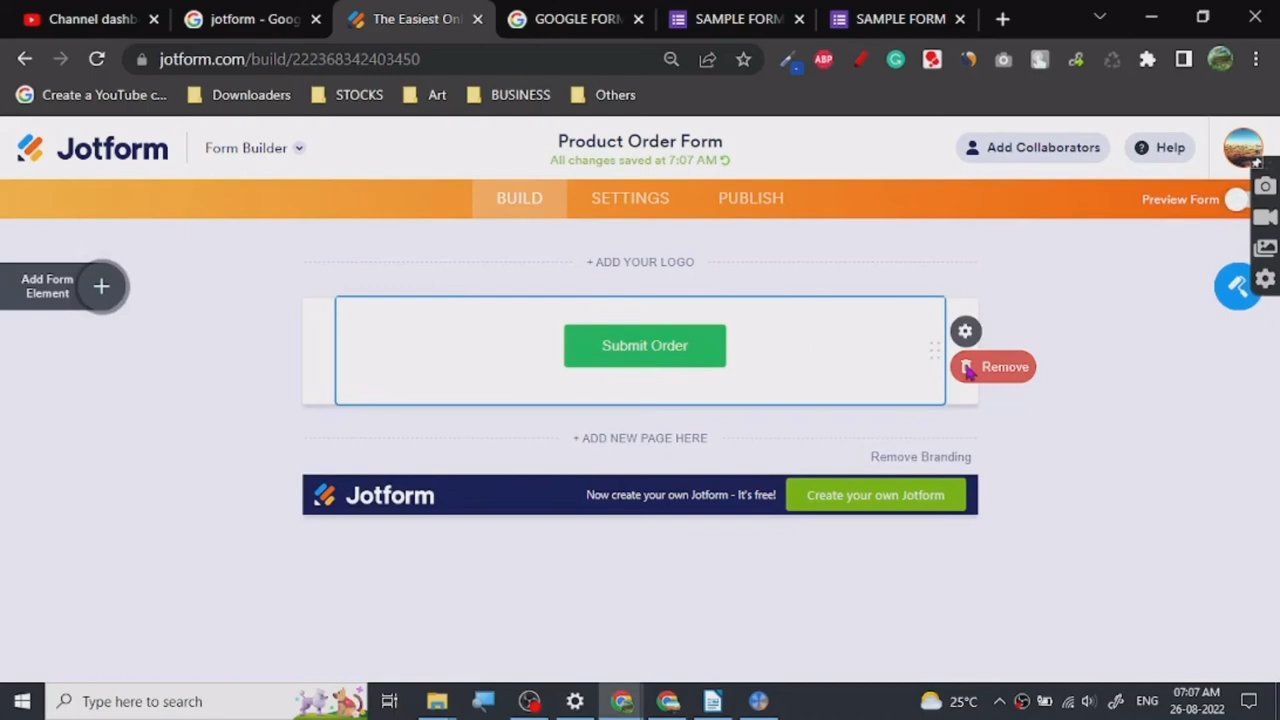 Channel dashb
jotform - Goog
The Easiest Onl
GOOGLE FORM
SAMPLE FORM
SAMPLE FORM
jotform.com/build/222368342403450
ABP
Create a YouTube c...
Downloaders
STOCKS
Art
BUSINESS
Others
Jotform
Form Builder
Product Order Form
All changes saved at 7:07 AM
Add Collaborators
Help
BUILD
SETTINGS
PUBLISH
Preview Form
+ ADD YOUR LOGO
Add Form
Element
Submit Order
Remove
+ ADD NEW PAGE HERE
Remove Branding
Jotform
Now create your own Jotform - It's free!
Create your own Jotform
Type here to search
25°C
ENG
07:07 AM
26-08-2022